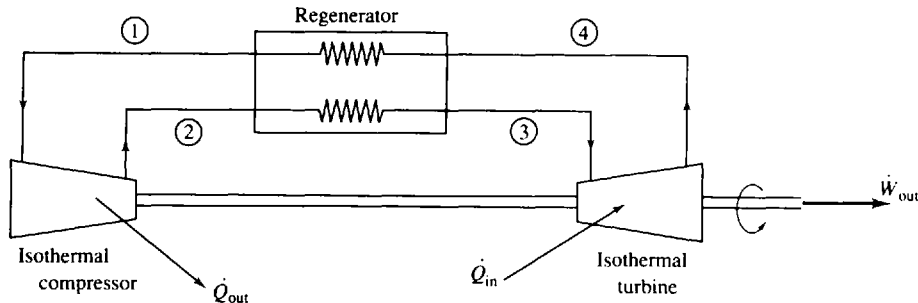 Regenerator
①
④
②
③
Ẇout
Isothermal
compressor
Q̇out
Q̇in
Isothermal
turbine